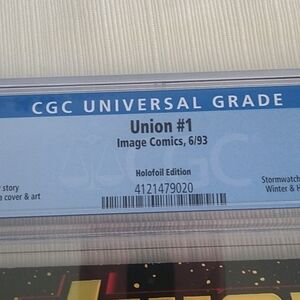 CGC UNIVERSAL GRADE
Union #1
Image Comics, 6/93
Holofoil Edition
4121479020
story
cover & art
Stormwatch
Winter & H